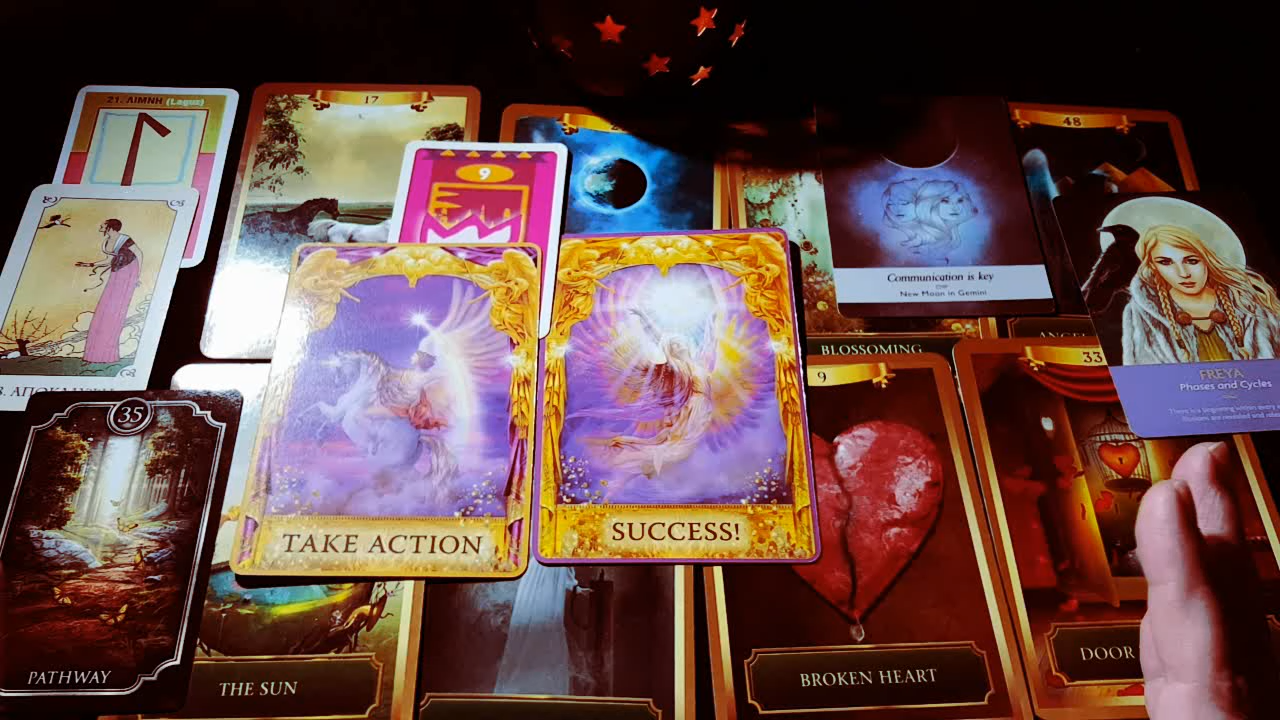 21. ΛΙΜΝΗ (Laguz)
17
9
48
Communication is key
New Moon in Gemini
FREYA
Phases and Cycles
BLOSSOMING
9
33
35
PATHWAY
TAKE ACTION
SUCCESS!
THE SUN
BROKEN HEART
DOOR